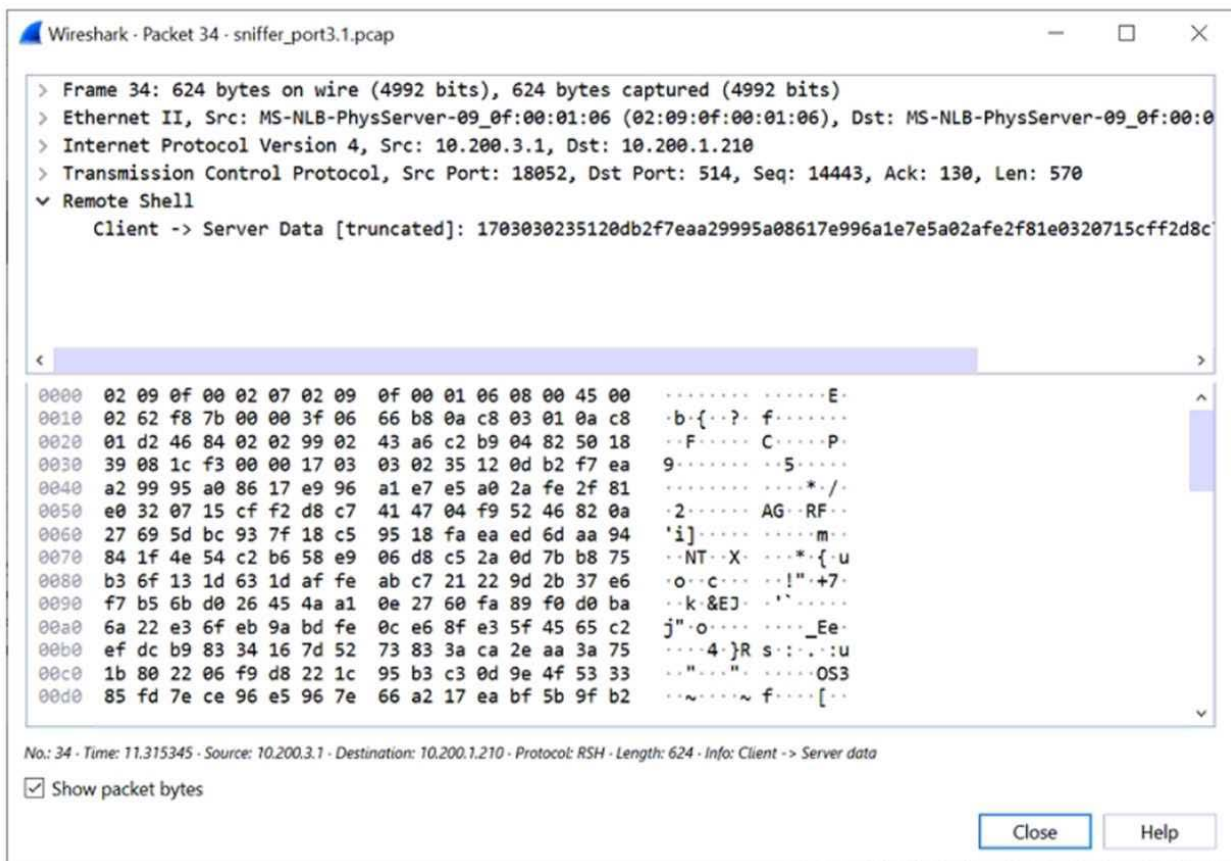 Wireshark · Packet 34 · sniffer_port3.1.pcap
> Frame 34: 624 bytes on wire (4992 bits), 624 bytes captured (4992 bits)
> Ethernet II, Src: MS-NLB-PhysServer-09_0f:00:01:06 (02:09:0f:00:01:06), Dst: MS-NLB-PhysServer-09_0f:00:0
> Internet Protocol Version 4, Src: 10.200.3.1, Dst: 10.200.1.210
> Transmission Control Protocol, Src Port: 18052, Dst Port: 514, Seq: 14443, Ack: 130, Len: 570
Remote Shell
Client -> Server Data [truncated]: 1703030235120db2f7eaa29995a08617e996a1e7e5a02afe2f81e0320715cff2d8c
0000 02 09 0f 00 02 07 02 09 0f 00 01 06 08 00 45 00 ········ ······E·
0010 02 62 f8 7b 00 00 3f 06 66 b8 0a c8 03 01 0a c8 ·b·{··?· f·······
0020 01 d2 46 84 02 02 99 02 43 a6 c2 b9 04 82 50 18 ··F····· C·····P·
0030 39 08 1c f3 00 00 17 03 03 02 35 12 0d b2 f7 ea 9······· ··5·····
0040 a2 99 95 a0 86 17 e9 96 a1 e7 e5 a0 2a fe 2f 81 ········ ····*·/·
0050 e0 32 07 15 cf f2 d8 c7 41 47 04 f9 52 46 82 0a ·2······ AG··RF··
0060 27 69 5d bc 93 7f 18 c5 95 18 fa ea ed 6d aa 94 'i]····· ·····m··
0070 84 1f 4e 54 c2 b6 58 e9 06 d8 c5 2a 0d 7b b8 75 ··NT··X· ···*·{·u
0080 b3 6f 13 1d 63 1d af fe ab c7 21 22 9d 2b 37 e6 ·o··c··· ··!"·+7·
0090 f7 b5 6b d0 26 45 4a a1 0e 27 60 fa 89 f0 d0 ba ··k·&EJ· ·'`·····
00a0 6a 22 e3 6f eb 9a bd fe 0c e6 8f e3 5f 45 65 c2 j"·o···· ····_Ee·
00b0 ef dc b9 83 34 16 7d 52 73 83 3a ca 2e aa 3a 75 ····4·}R s·:·.·:u
00c0 1b 80 22 06 f9 d8 22 1c 95 b3 c3 0d 9e 4f 53 33 ··"···"· ·····OS3
00d0 85 fd 7e ce 96 e5 96 7e 66 a2 17 ea bf 5b 9f b2 ··~····~ f····[··
No.: 34 · Time: 11.315345 · Source: 10.200.3.1 · Destination: 10.200.1.210 · Protocol: RSH · Length: 624 · Info: Client -> Server data
Show packet bytes
Close Help